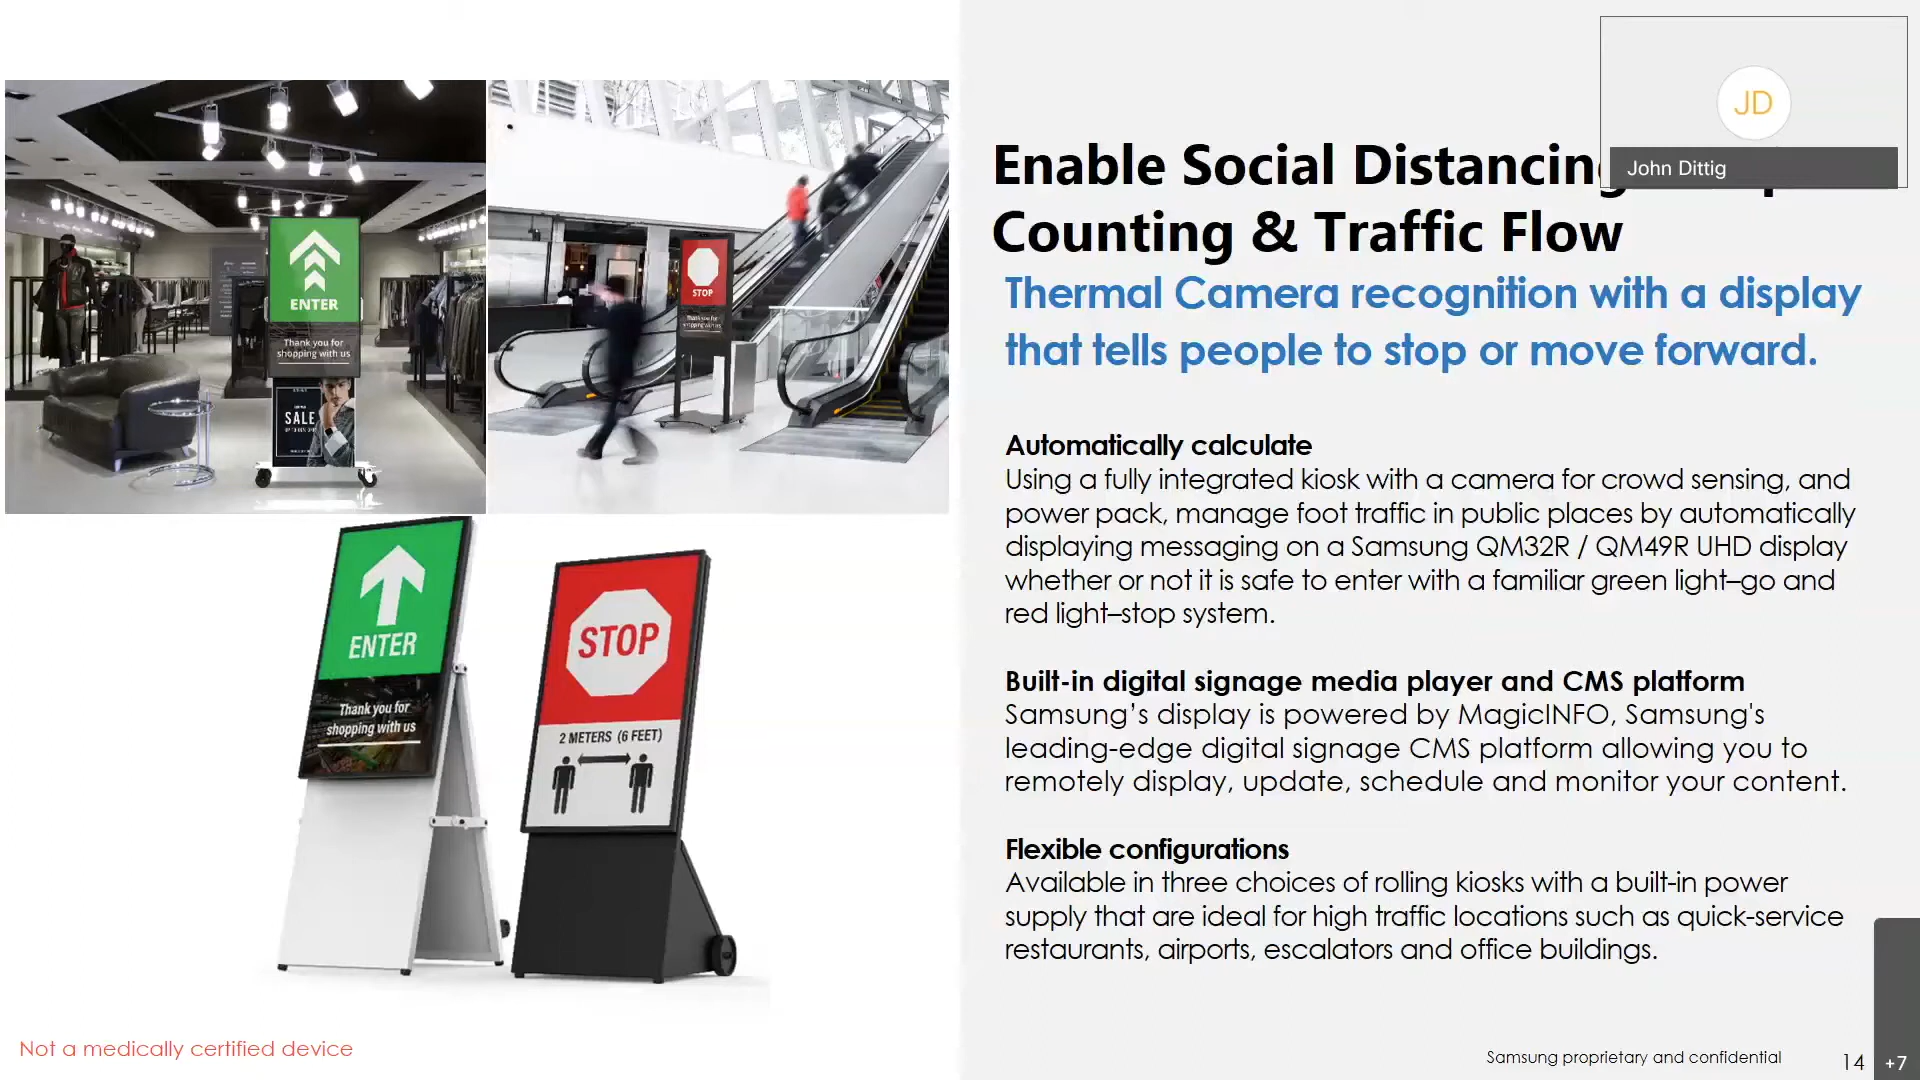 JD
John Dittig
Enable Social Distancing
Counting & Traffic Flow
Thermal Camera recognition with a display
that tells people to stop or move forward.
Automatically calculate
Using a fully integrated kiosk with a camera for crowd sensing, and
power pack, manage foot traffic in public places by automatically
displaying messaging on a Samsung QM32R / QM49R UHD display
whether or not it is safe to enter with a familiar green light–go and
red light–stop system.
Built-in digital signage media player and CMS platform
Samsung’s display is powered by MagicINFO, Samsung's
leading-edge digital signage CMS platform allowing you to
remotely display, update, schedule and monitor your content.
Flexible configurations
Available in three choices of rolling kiosks with a built-in power
supply that are ideal for high traffic locations such as quick-service
restaurants, airports, escalators and office buildings.
ENTER
Thank you for
shopping with us
SALE
STOP
Thank you for
shopping with us
ENTER
Thank you for
shopping with us
STOP
2 METERS (6 FEET)
Not a medically certified device
Samsung proprietary and confidential
14
+7